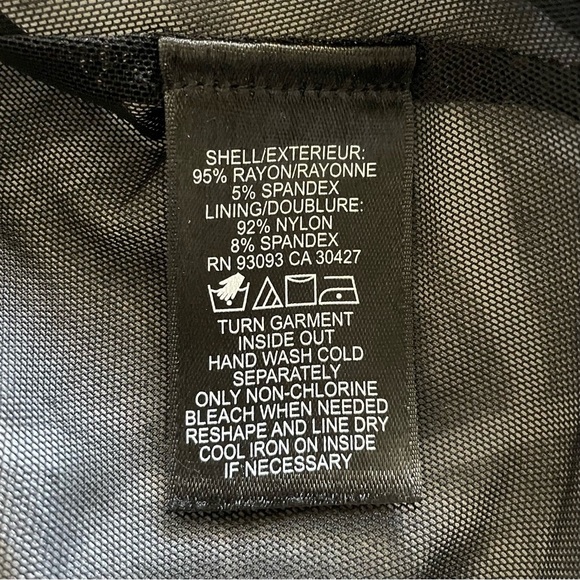 SHELL/EXTERIEUR:
95% RAYON/RAYONNE
5% SPANDEX
LINING/DOUBLURE:
92% NYLON
8% SPANDEX
RN 93093 CA 30427
TURN GARMENT
INSIDE OUT
HAND WASH COLD
SEPARATELY
ONLY NON-CHLORINE
BLEACH WHEN NEEDED
RESHAPE AND LINE DRY
COOL IRON ON INSIDE
IF NECESSARY